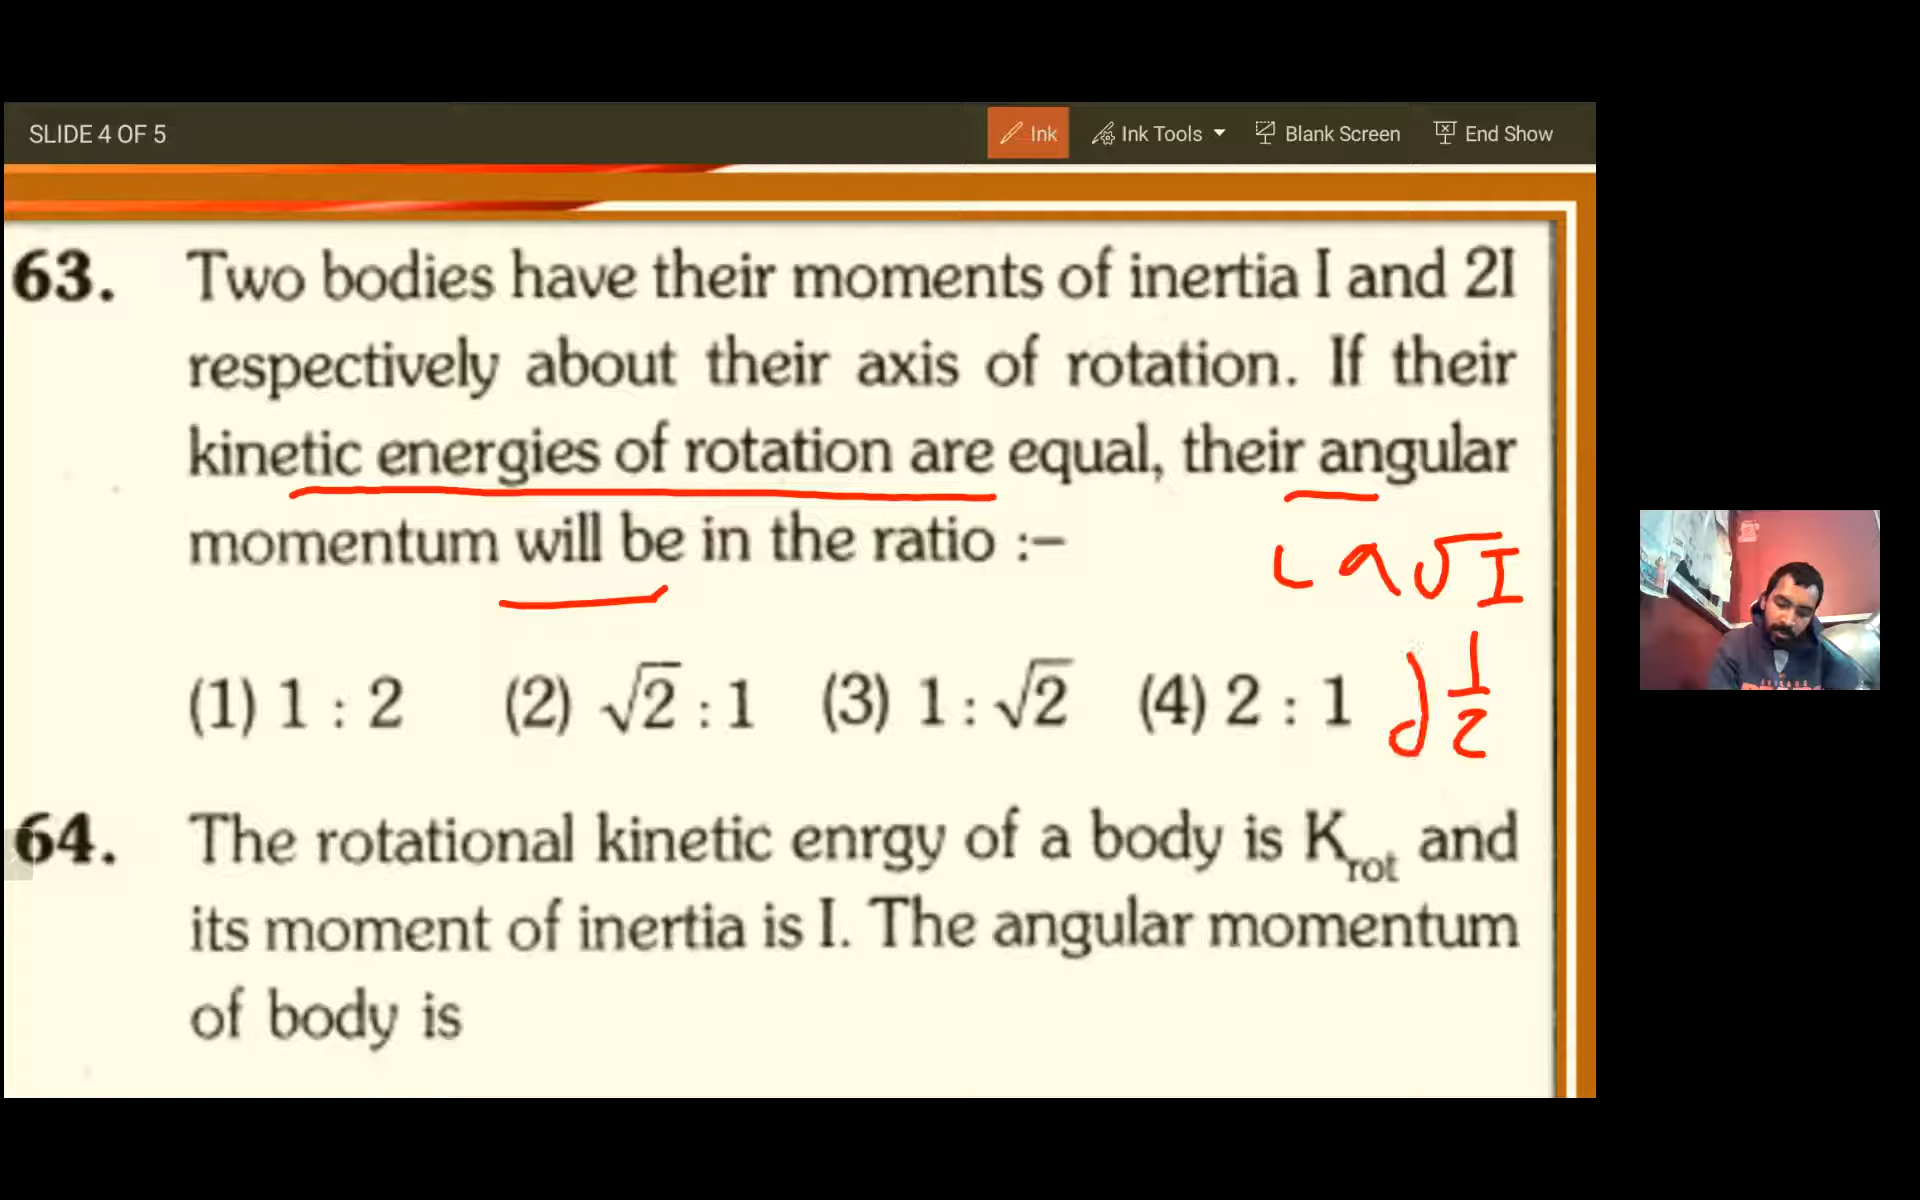 SLIDE 4 OF 5
Ink
Ink Tools
Blank Screen
End Show
63. Two bodies have their moments of inertia I and 2I
respectively about their axis of rotation. If their
kinetic energies of rotation are equal, their angular
momentum will be in the ratio :–
L α √I
(1) 1 : 2 (2) √2 : 1 (3) 1 : √2 (4) 2 : 1
1
2
64. The rotational kinetic enrgy of a body is Krot and
its moment of inertia is I. The angular momentum
of body is